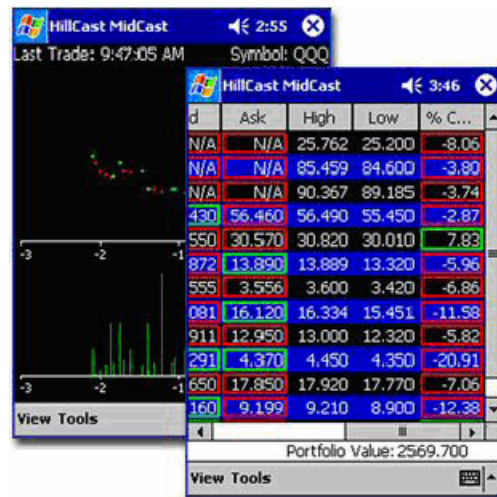 HillCast MidCast 2:55
Last Trade: 9:47:05 AM Symbol: QQQ
-3 -2 -1
-3 -2 -1
View Tools
HillCast MidCast 3:46
d Ask High Low % C...
N/A N/A 25.762 25.200 -8.06
N/A N/A 85.459 84.600 -3.80
N/A N/A 90.367 89.185 -3.74
430 56.460 56.490 55.450 -2.87
550 30.570 30.820 30.010 7.83
872 13.890 13.889 13.320 -5.96
555 3.556 3.600 3.420 -6.86
081 16.120 16.334 15.451 -11.58
911 12.950 13.000 12.320 -5.82
291 4.370 4.450 4.350 -20.91
650 17.850 17.920 17.770 -7.06
160 9.199 9.210 8.900 -12.38
Portfolio Value: 2569.700
View Tools